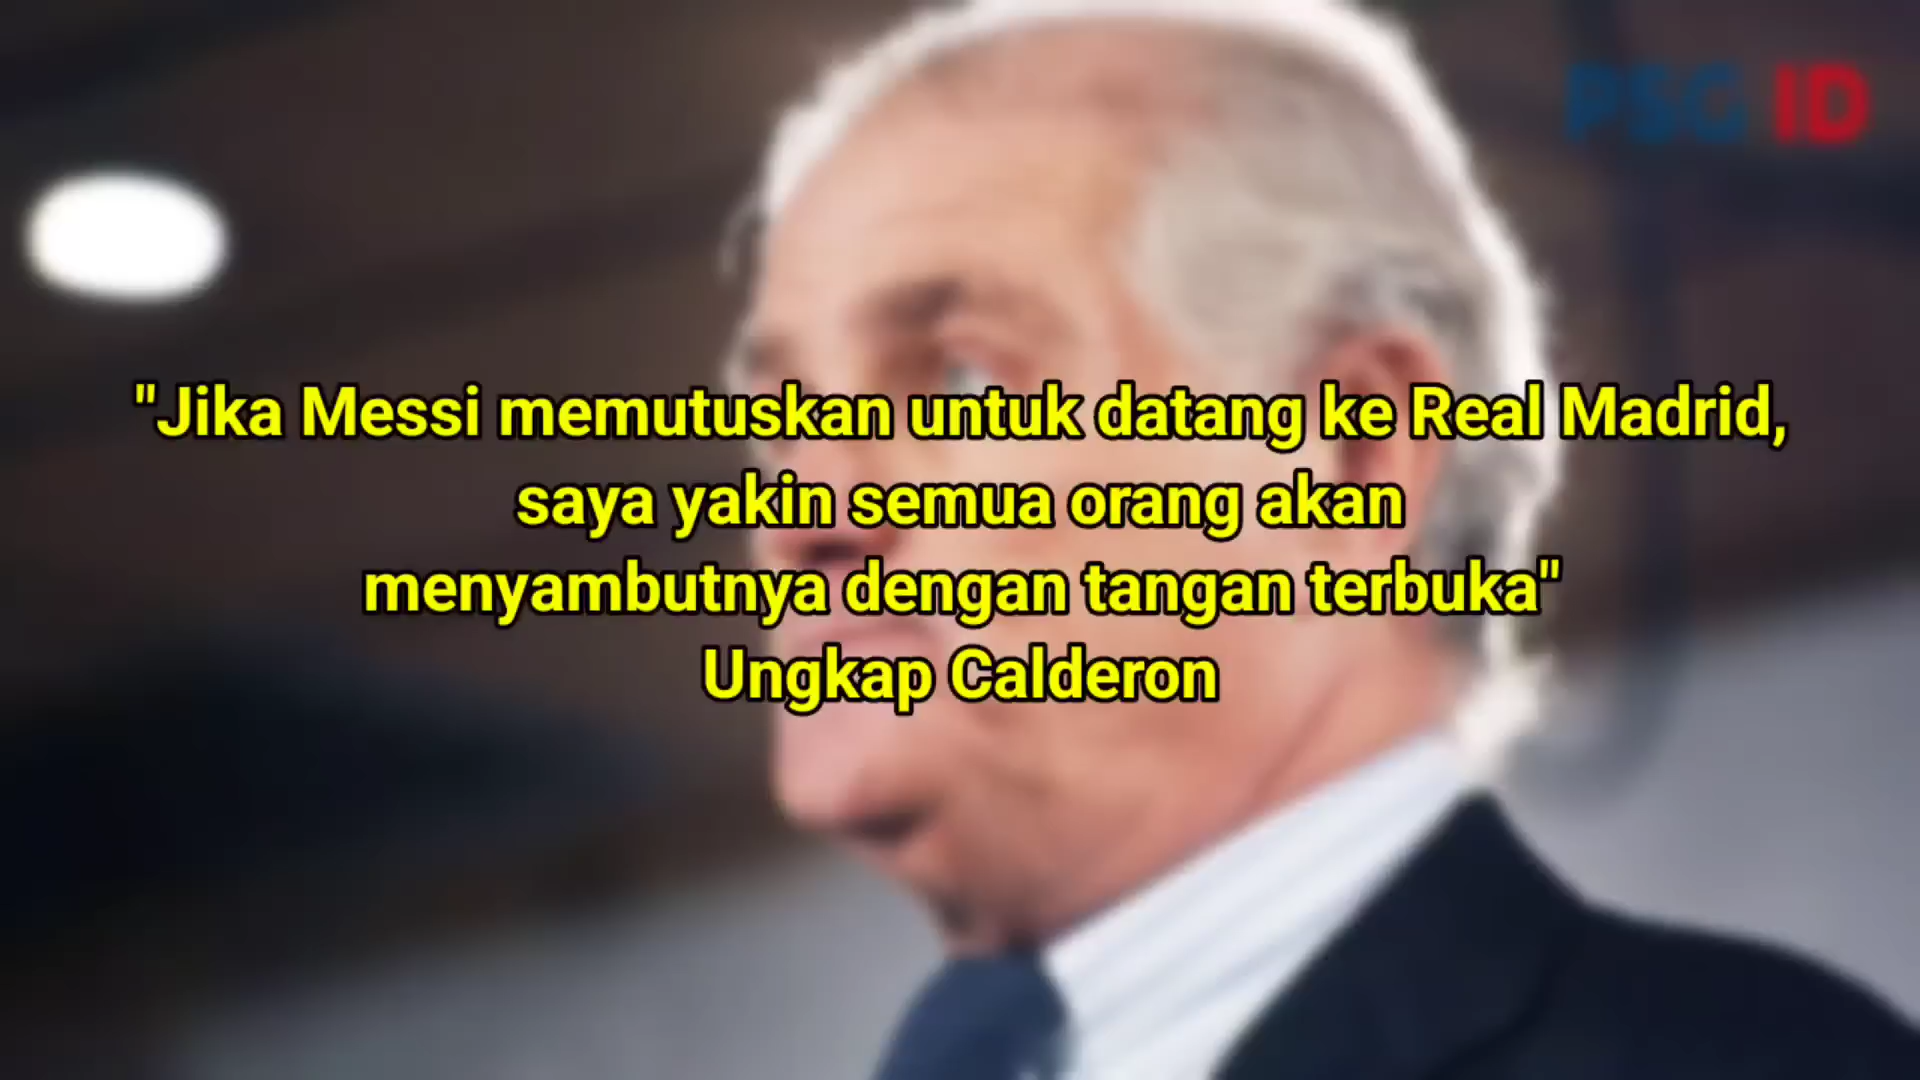 PSG ID
"Jika Messi memutuskan untuk datang ke Real Madrid,
saya yakin semua orang akan
menyambutnya dengan tangan terbuka"
Ungkap Calderon